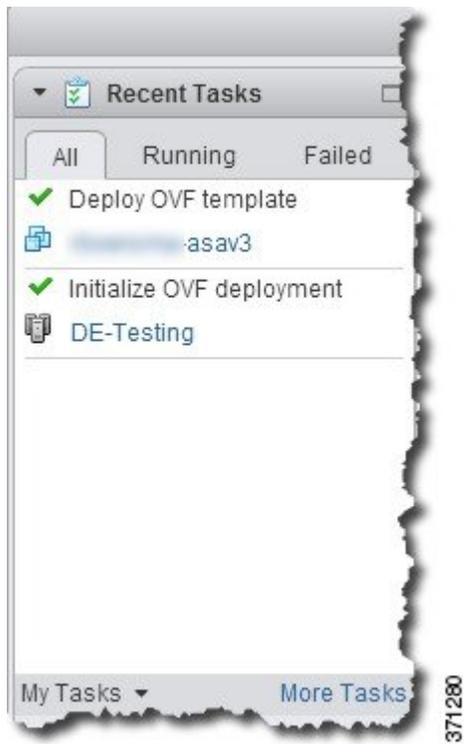 Recent Tasks
All Running Failed
Deploy OVF template
-asav3
Initialize OVF deployment
DE-Testing
My Tasks More Tasks
371280